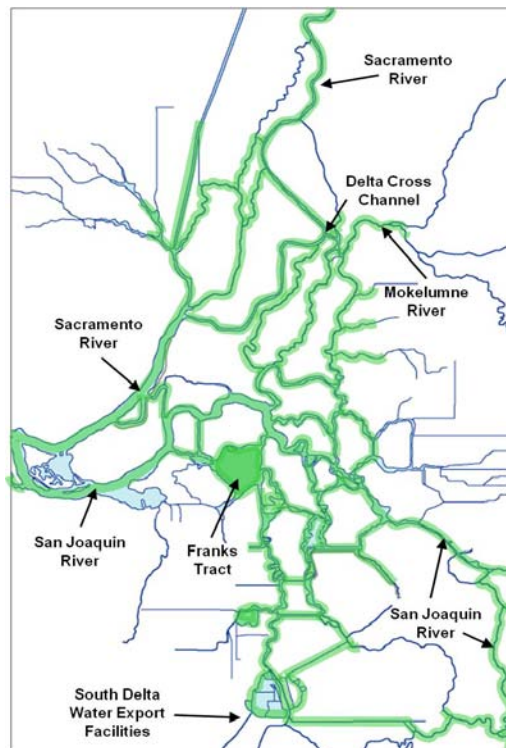 Sacramento
River
Delta Cross
Channel
Mokelumne
River
Sacramento
River
San Joaquin
River
Franks
Tract
San Joaquin
River
South Delta
Water Export
Facilities